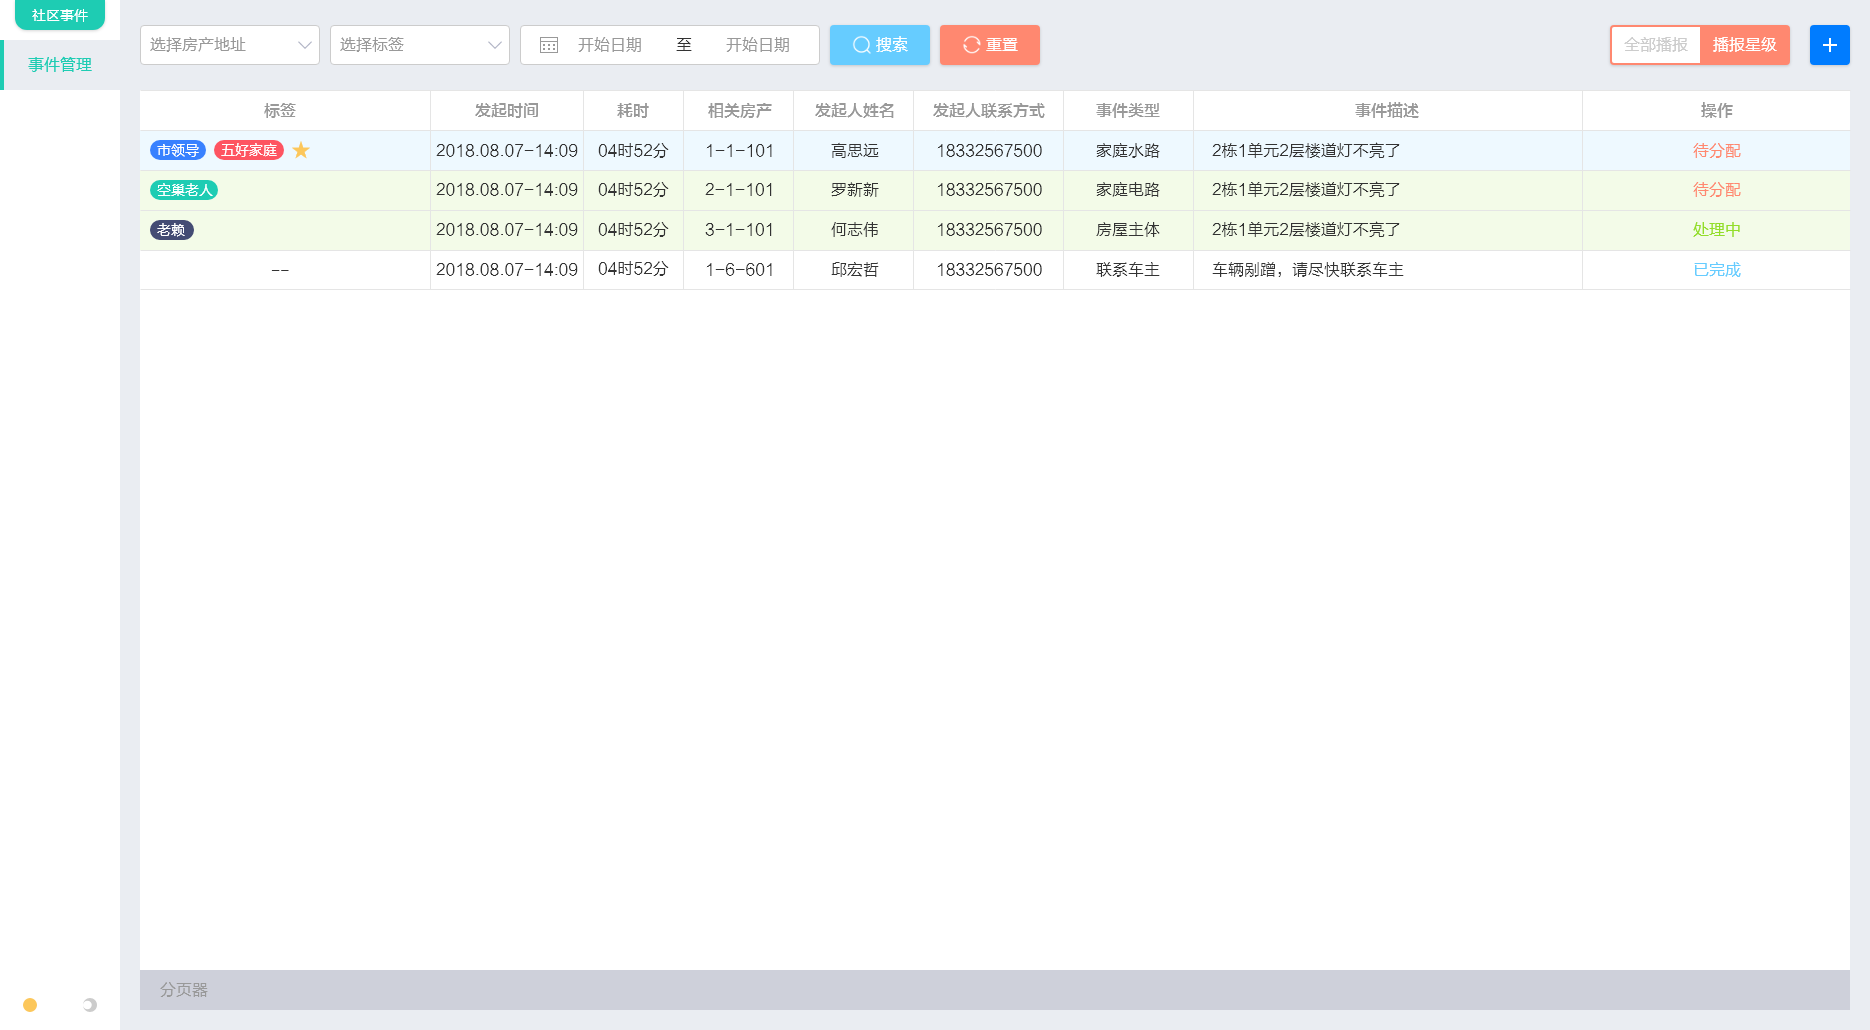 社区事件
事件管理
选择房产地址 选择标签 开始日期 至 开始日期 搜索 重置 全部播报 播报星级
标签 发起时间 耗时 相关房产 发起人姓名 发起人联系方式 事件类型 事件描述 操作
市领导 五好家庭 2018.08.07-14:09 04时52分 1-1-101 高思远 18332567500 家庭水路 2栋1单元2层楼道灯不亮了 待分配
空巢老人 2018.08.07-14:09 04时52分 2-1-101 罗新新 18332567500 家庭电路 2栋1单元2层楼道灯不亮了 待分配
老赖 2018.08.07-14:09 04时52分 3-1-101 何志伟 18332567500 房屋主体 2栋1单元2层楼道灯不亮了 处理中
-- 2018.08.07-14:09 04时52分 1-6-601 邱宏哲 18332567500 联系车主 车辆剐蹭，请尽快联系车主 已完成
分页器